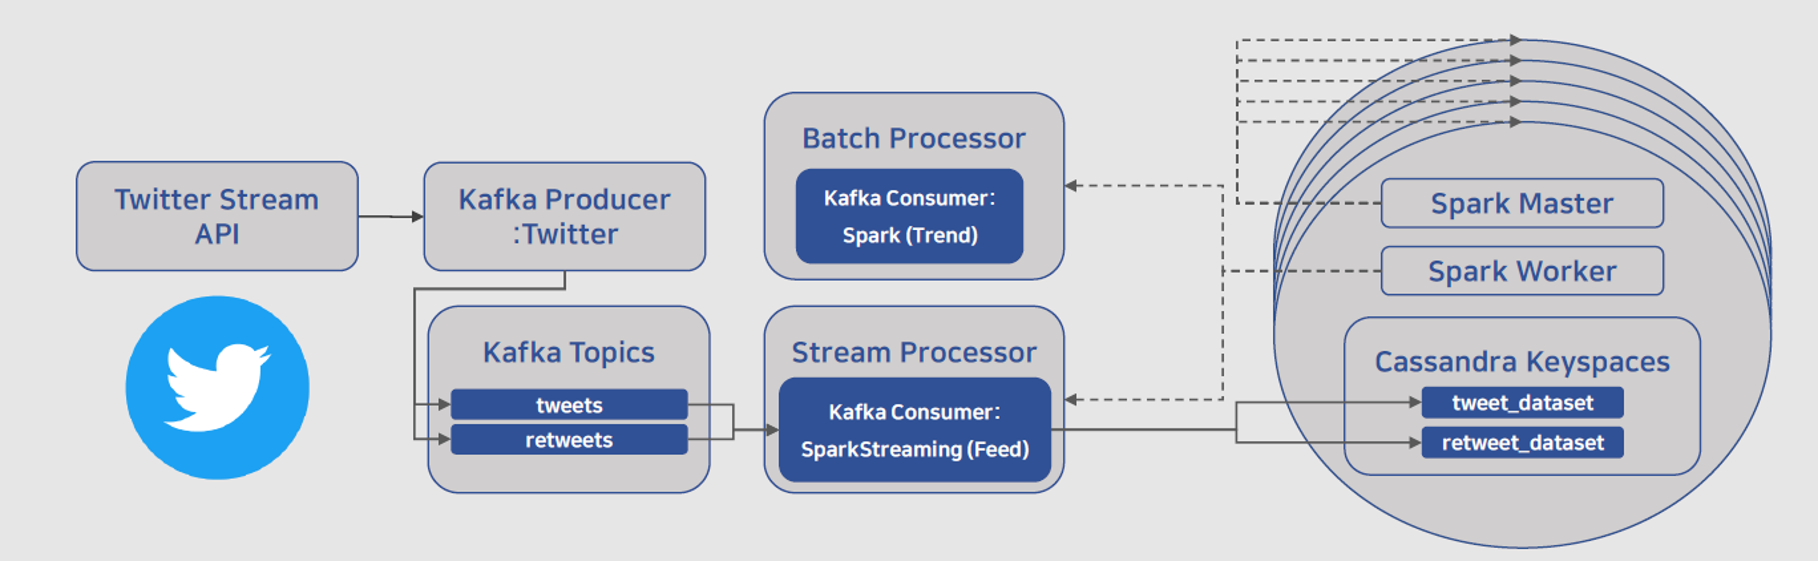 Twitter Stream
API
Kafka Producer
:Twitter
Kafka Topics
tweets
retweets
Batch Processor
Kafka Consumer:
Spark (Trend)
Stream Processor
Kafka Consumer:
SparkStreaming (Feed)
Spark Master
Spark Worker
Cassandra Keyspaces
tweet_dataset
retweet_dataset